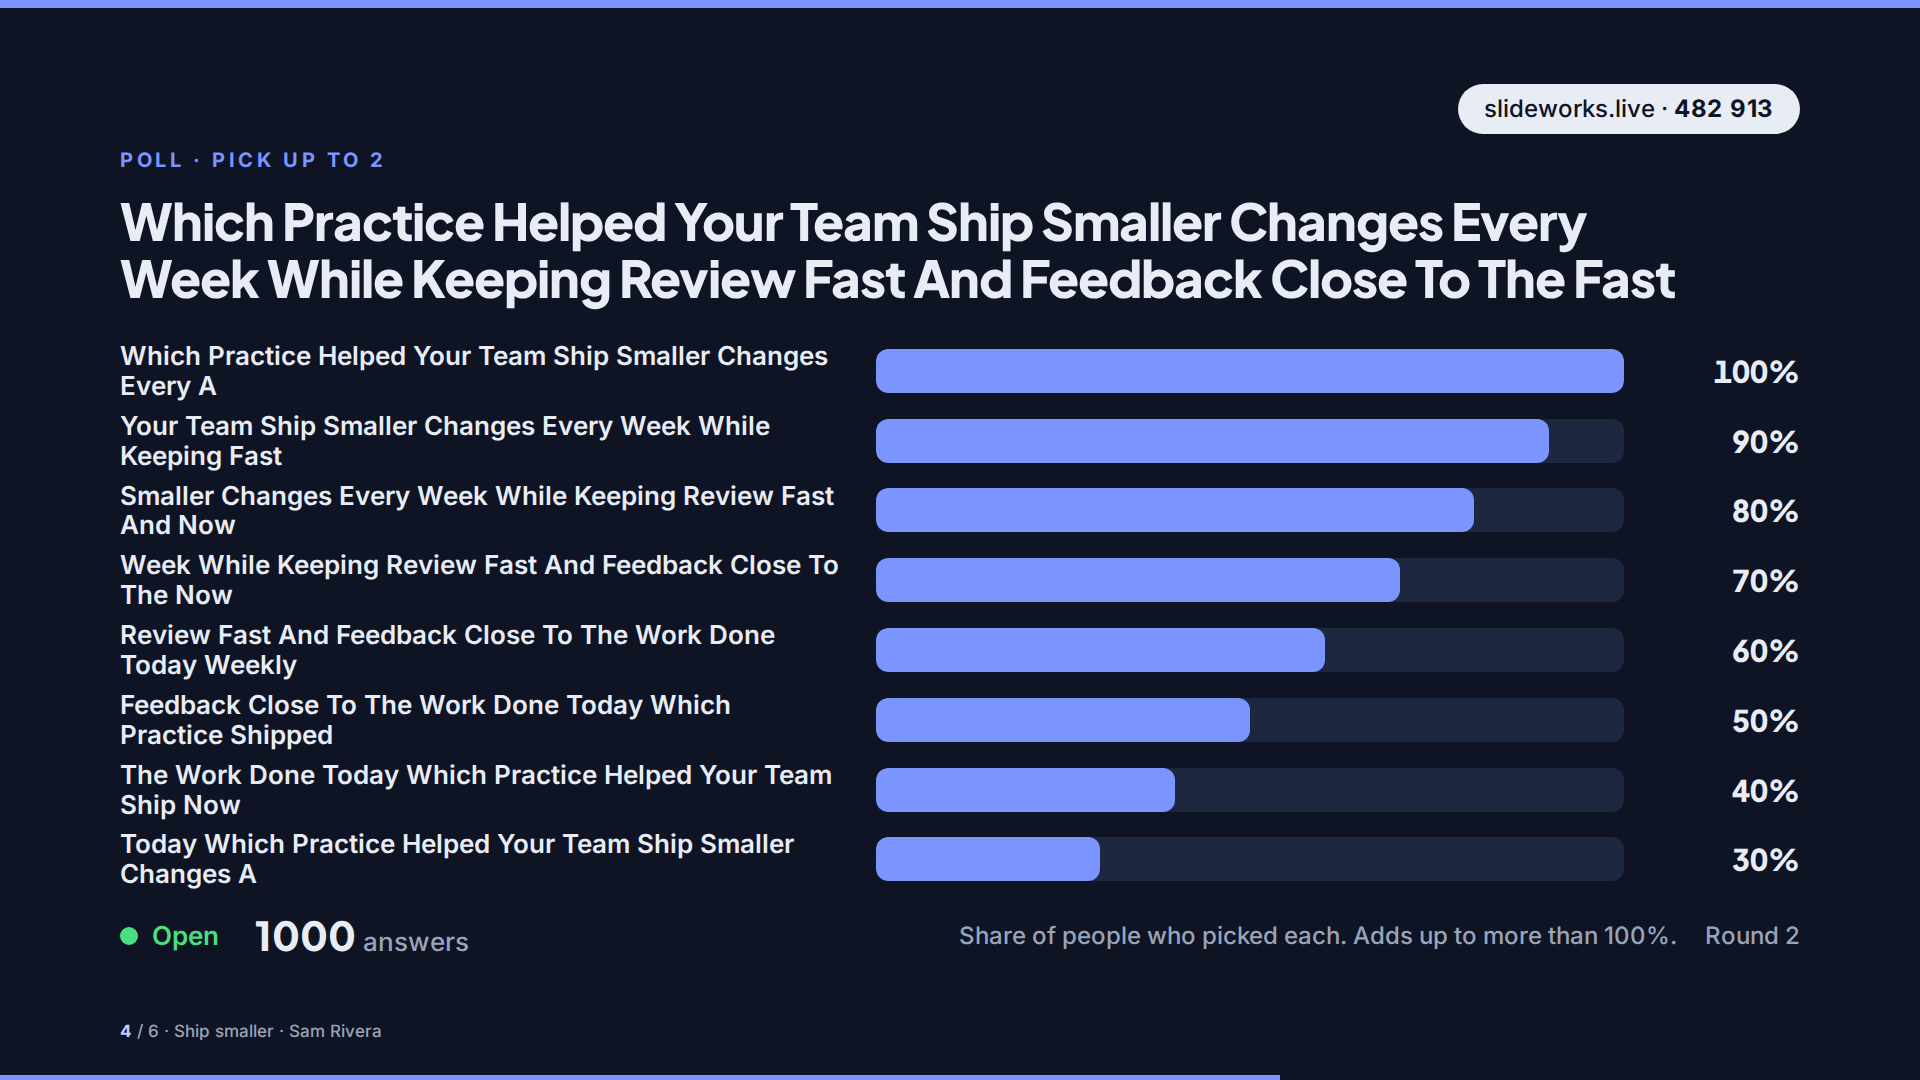 slideworks.live · 482 913
POLL · PICK UP TO 2
Which Practice Helped Your Team Ship Smaller Changes Every
Week While Keeping Review Fast And Feedback Close To The Fast
Which Practice Helped Your Team Ship Smaller Changes
Every A
100%
Your Team Ship Smaller Changes Every Week While
Keeping Fast
90%
Smaller Changes Every Week While Keeping Review Fast
And Now
80%
Week While Keeping Review Fast And Feedback Close To
The Now
70%
Review Fast And Feedback Close To The Work Done
Today Weekly
60%
Feedback Close To The Work Done Today Which
Practice Shipped
50%
The Work Done Today Which Practice Helped Your Team
Ship Now
40%
Today Which Practice Helped Your Team Ship Smaller
Changes A
30%
Open 1000 answers
Share of people who picked each. Adds up to more than 100%. Round 2
4 / 6 · Ship smaller · Sam Rivera